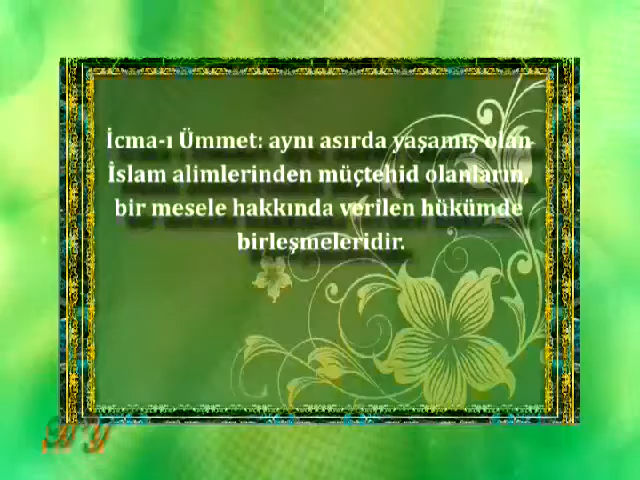 İcma-ı Ümmet: aynı asırda yaşamış olan
İslam alimlerinden müçtehid olanların,
bir mesele hakkında verilen hükümde
birleşmeleridir.